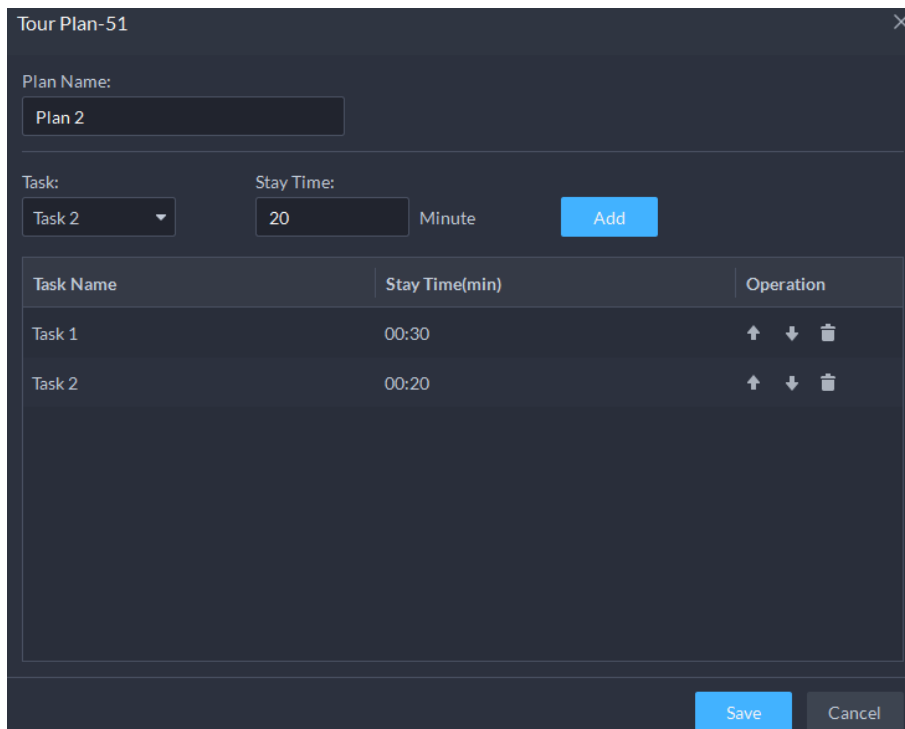 Tour Plan-51
Plan Name:
Plan 2
Task: Stay Time:
Task 2 20 Minute Add
Task Name Stay Time(min) Operation
Task 1 00:30
Task 2 00:20
Save Cancel